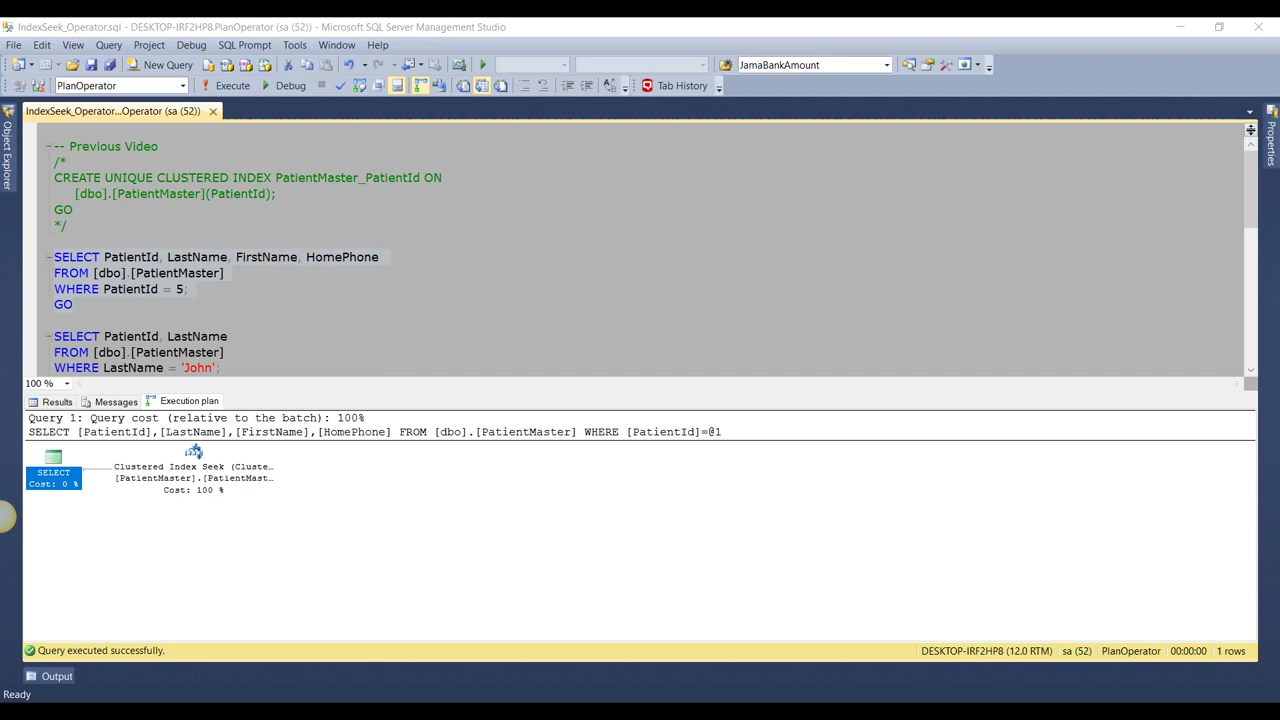 IndexSeek_Operator.sql - DESKTOP-IRF2HP8.PlanOperator (sa (52)) - Microsoft SQL Server Management Studio
File Edit View Query Project Debug SQL Prompt Tools Window Help
New Query JamaBankAmount
PlanOperator Execute Debug Tab History
IndexSeek_Operator...Operator (sa (52))
Object Explorer
Properties
-- Previous Video
/*
CREATE UNIQUE CLUSTERED INDEX PatientMaster_PatientId ON
[dbo].[PatientMaster](PatientId);
GO
*/
SELECT PatientId, LastName, FirstName, HomePhone
FROM [dbo].[PatientMaster]
WHERE PatientId = 5;
GO
SELECT PatientId, LastName
FROM [dbo].[PatientMaster]
WHERE LastName = 'John';
100 %
Results Messages Execution plan
Query 1: Query cost (relative to the batch): 100%
SELECT [PatientId],[LastName],[FirstName],[HomePhone] FROM [dbo].[PatientMaster] WHERE [PatientId]=@1
SELECT
Cost: 0 %
Clustered Index Seek (Cluste…
[PatientMaster].[PatientMast…
Cost: 100 %
Query executed successfully. DESKTOP-IRF2HP8 (12.0 RTM) sa (52) PlanOperator 00:00:00 1 rows
Output
Ready